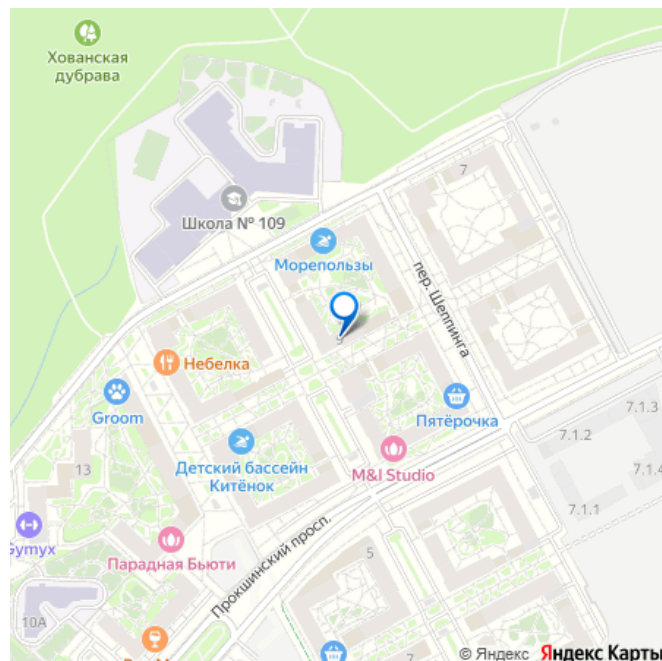 Хованская
дубрава
7
Школа № 109
Морепользы
пер. Шеппинга
Небелка
Groom
Пятёрочка
7.1.3
7.1.2
Детский бассейн
Китёнок
M&I Studio
13
7.1.4
7.1.1
Gymyx
Парадная Бьюти
Прокшинский просп.
5
10А
7
© Яндекс Яндекс Карты